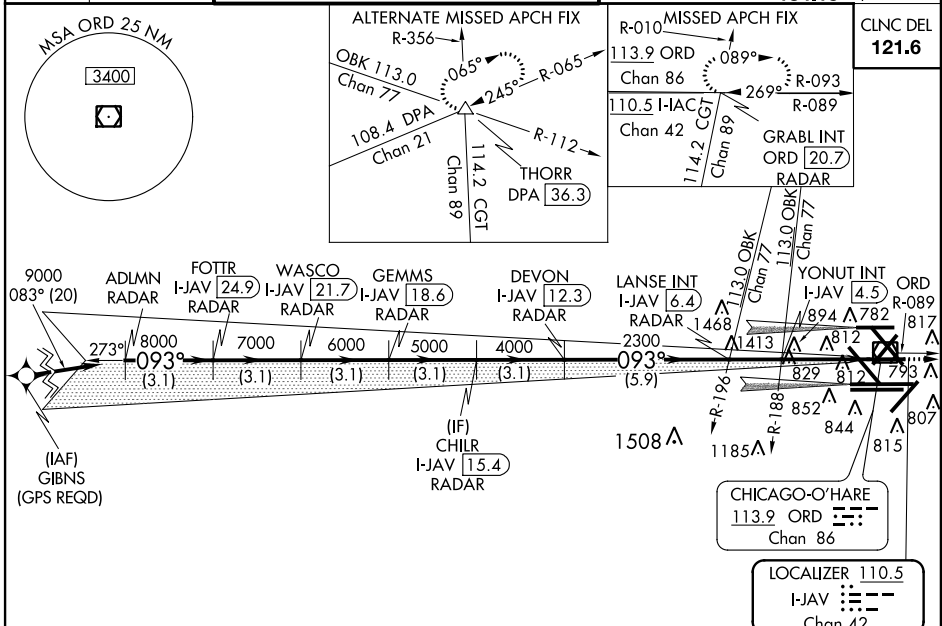 CLNC DEL
121.6
MSA ORD 25 NM
3400
ALTERNATE MISSED APCH FIX
R-356
OBK 113.0
Chan 77
065°
R-065
245°
108.4 DPA
Chan 21
R-112
114.2 CGT
Chan 89
THORR
DPA 36.3
MISSED APCH FIX
R-010
113.9 ORD
Chan 86
089°
R-093
269°
R-089
110.5 I-IAC
Chan 42
114.2 CGT
Chan 89
GRABL INT
ORD 20.7
RADAR
9000
083° (20)
ADLMN
RADAR
FOTTR
I-JAV 24.9
RADAR
WASCO
I-JAV 21.7
RADAR
GEMMS
I-JAV 18.6
RADAR
DEVON
I-JAV 12.3
RADAR
LANSE INT
I-JAV 6.4
RADAR
113.0 OBK
Chan 77
113.0 OBK
Chan 77
YONUT INT
I-JAV 4.5
ORD
R-089
1468
894
782
817
1413
812
273°
8000
093°
(3.1)
7000
(3.1)
6000
(3.1)
5000
(3.1)
4000
(3.1)
2300
093°
(5.9)
829
812
793
R-196
R-188
852
844
815
807
1508
1185
(IAF)
GIBNS
(GPS REQD)
(IF)
CHILR
I-JAV 15.4
RADAR
CHICAGO-O'HARE
113.9 ORD
Chan 86
LOCALIZER 110.5
I-JAV
Chan 42